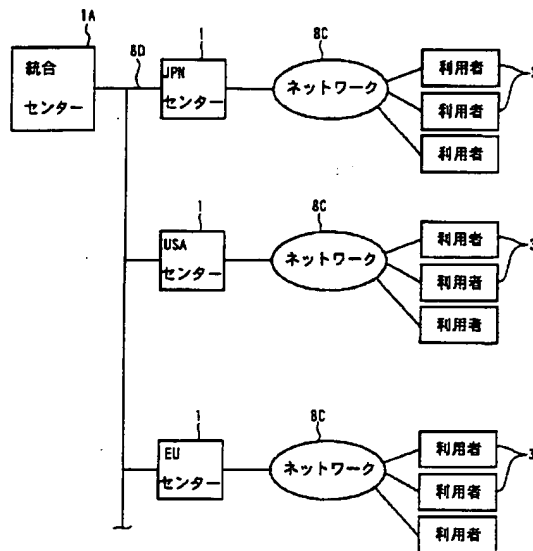 1A
統合
センター
8D
1
JPN
センター
8C
ネットワーク
利用者
利用者
利用者
3
1
USA
センター
8C
ネットワーク
利用者
利用者
利用者
3
1
EU
センター
8C
ネットワーク
利用者
利用者
利用者
3